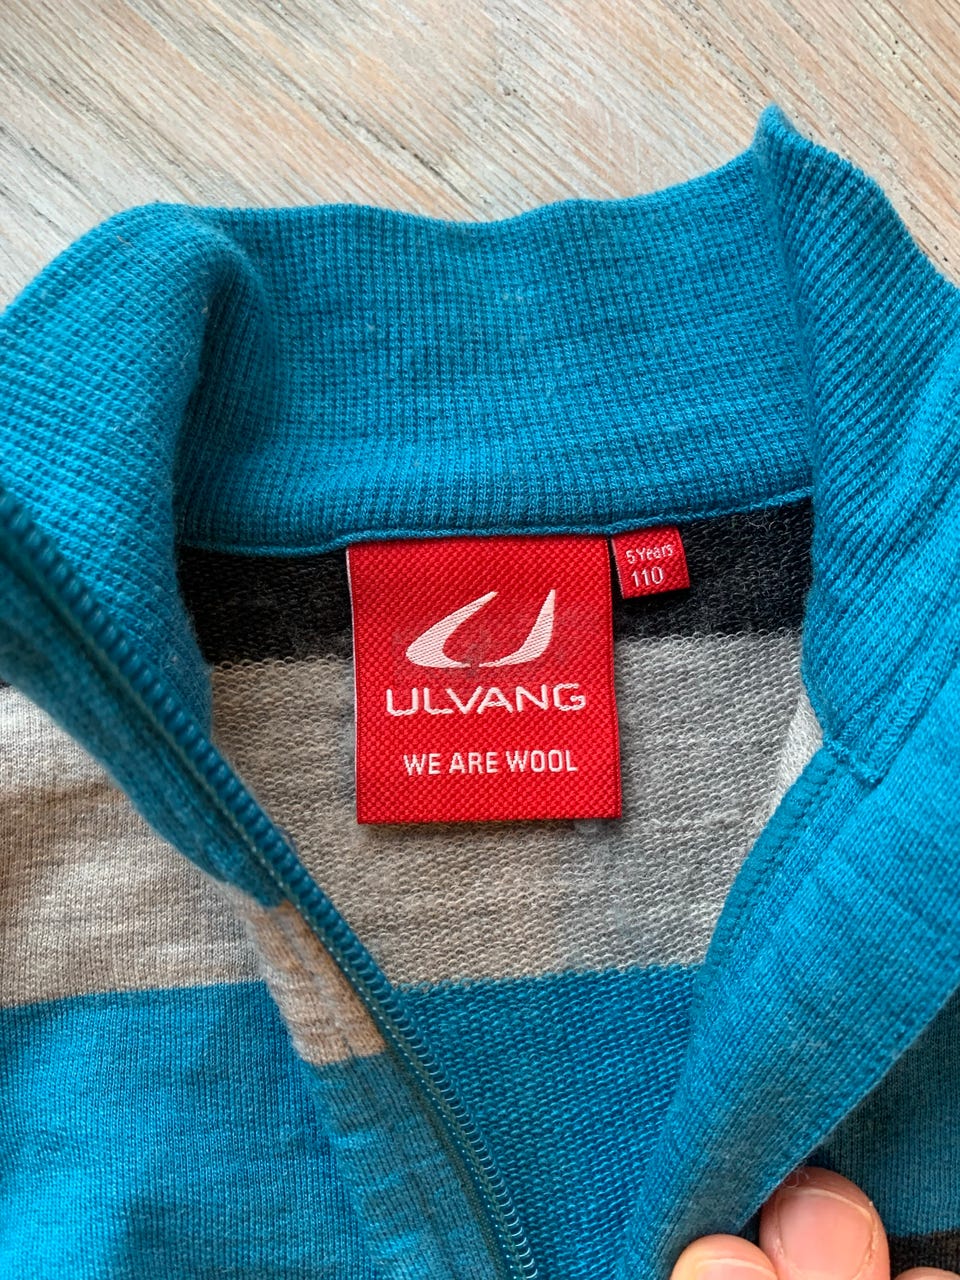 ULVANG
WE ARE WOOL
5 Years
110